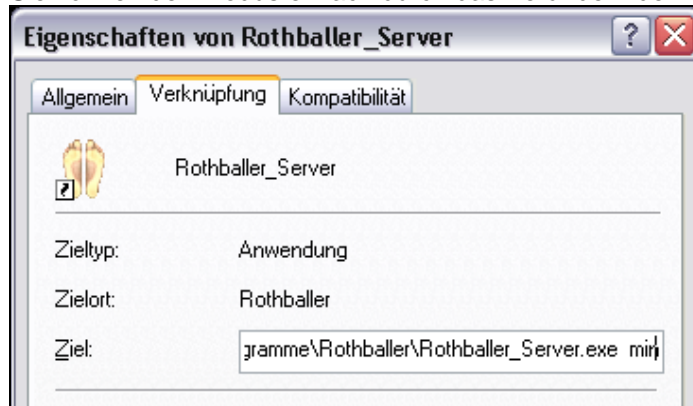 Eigenschaften von Rothballer_Server
Allgemein Verknüpfung Kompatibilität
Rothballer_Server
Zieltyp: Anwendung
Zielort: Rothballer
Ziel: gramme\Rothballer\Rothballer_Server.exe min